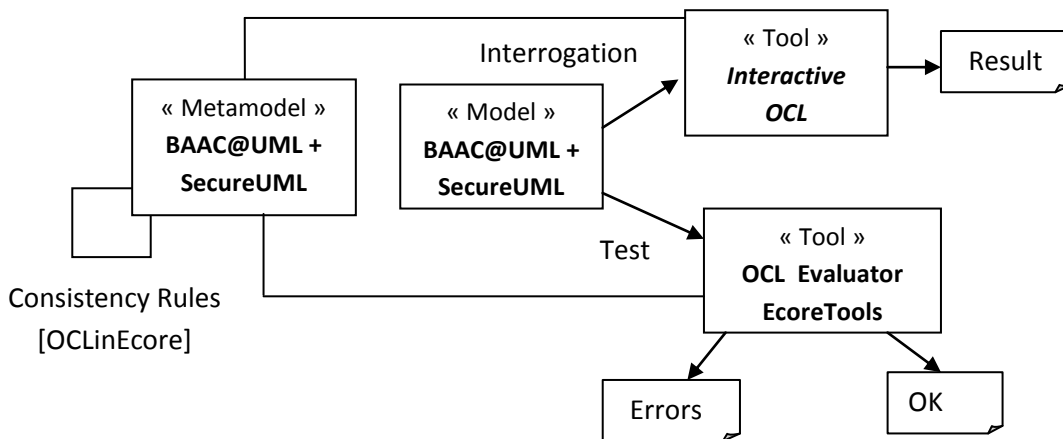 « Tool »
Interactive
OCL
Result
Interrogation
« Metamodel »
BAAC@UML +
SecureUML
« Model »
BAAC@UML +
SecureUML
Test
« Tool »
OCL Evaluator
EcoreTools
Consistency Rules
[OCLinEcore]
Errors
OK